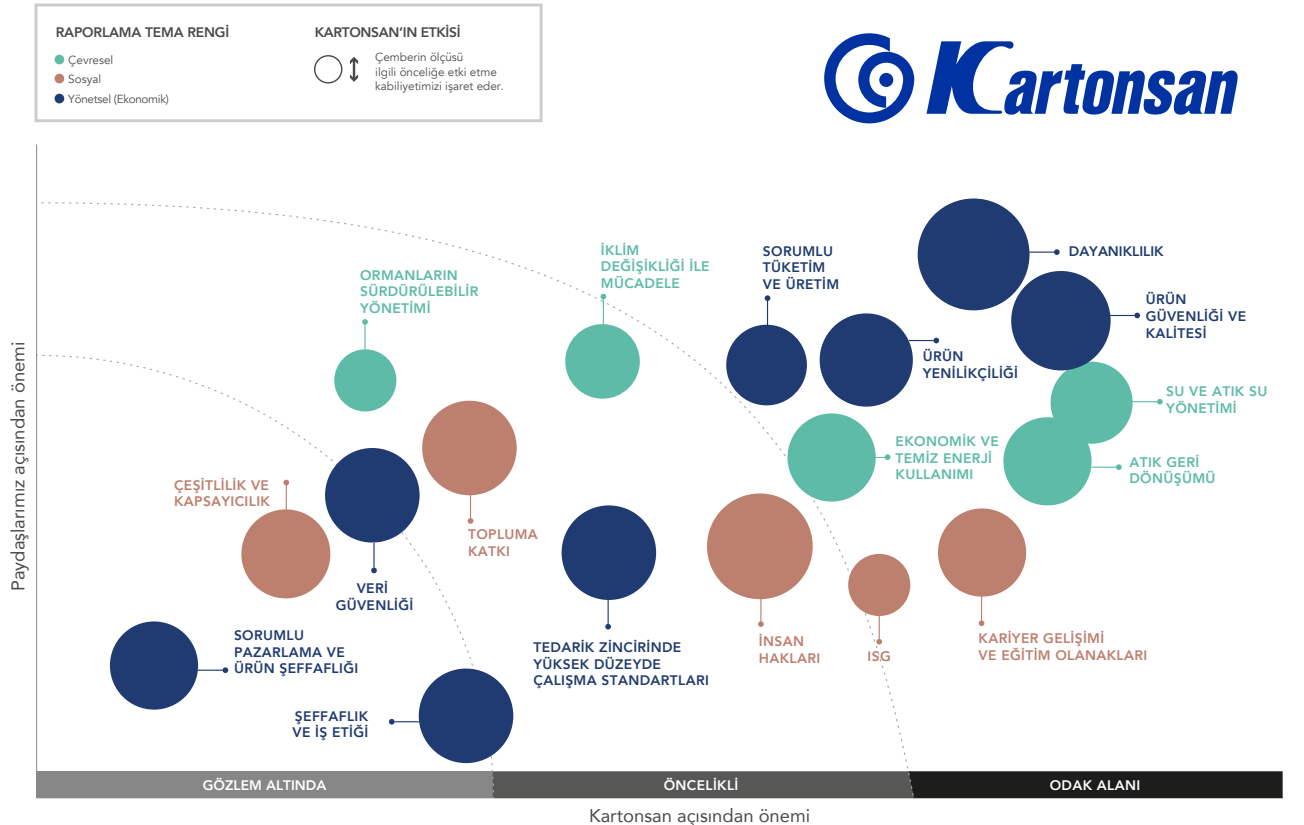 RAPORLAMA TEMA RENGİ
Çevresel
Sosyal
Yönetsel (Ekonomik)
KARTONSAN'IN ETKİSİ
Çemberin ölçüsü
ilgili önceliğe etki etme
kabiliyetimizi işaret eder.
Kartonsan
Paydaşlarımız açısından önemi
ORMANLARIN
SÜRDÜRÜLEBİLİR
YÖNETİMİ
İKLİM
DEĞİŞİKLİĞİ İLE
MÜCADELE
SORUMLU
TÜKETİM
VE ÜRETİM
DAYANIKLILIK
ÜRÜN
GÜVENLİĞİ VE
KALİTESİ
ÜRÜN
YENİLİKÇİLİĞİ
SU VE ATIK SU
YÖNETİMİ
EKONOMİK VE
TEMİZ ENERJİ
KULLANIMI
ATIK GERİ
DÖNÜŞÜMÜ
ÇEŞİTLİLİK VE
KAPSAYICILIK
TOPLUMA
KATKI
VERİ
GÜVENLİĞİ
SORUMLU
PAZARLAMA VE
ÜRÜN ŞEFFAFLIĞI
TEDARİK ZİNCİRİNDE
YÜKSEK DÜZEYDE
ÇALIŞMA STANDARTLARI
İNSAN
HAKLARI
ISG
KARİYER GELİŞİMİ
VE EĞİTİM OLANAKLARI
ŞEFFAFLIK
VE İŞ ETİĞİ
GÖZLEM ALTINDA
ÖNCELİKLİ
ODAK ALANI
Kartonsan açısından önemi